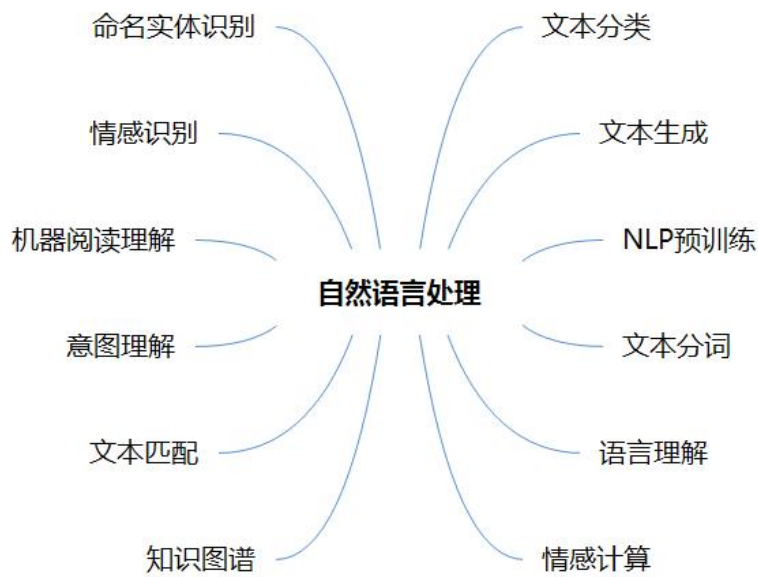 命名实体识别
文本分类
情感识别
文本生成
机器阅读理解
NLP预训练
自然语言处理
意图理解
文本分词
文本匹配
语言理解
知识图谱
情感计算